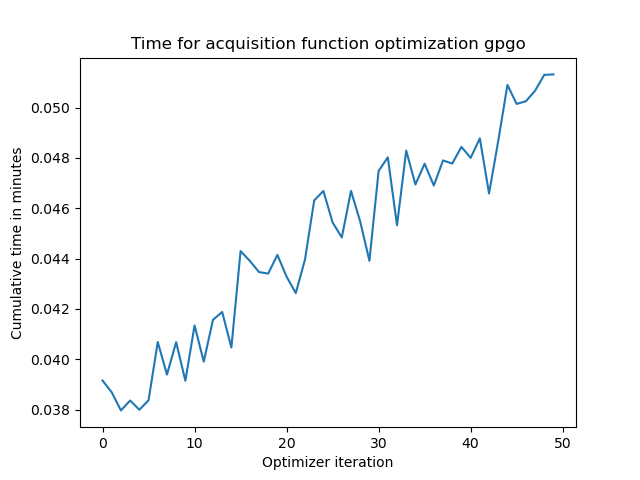 Time for acquisition function optimization gpgo
Cumulative time in minutes
0.050
0.048
0.046
0.044
0.042
0.040
0.038
0 10 20 30 40 50
Optimizer iteration